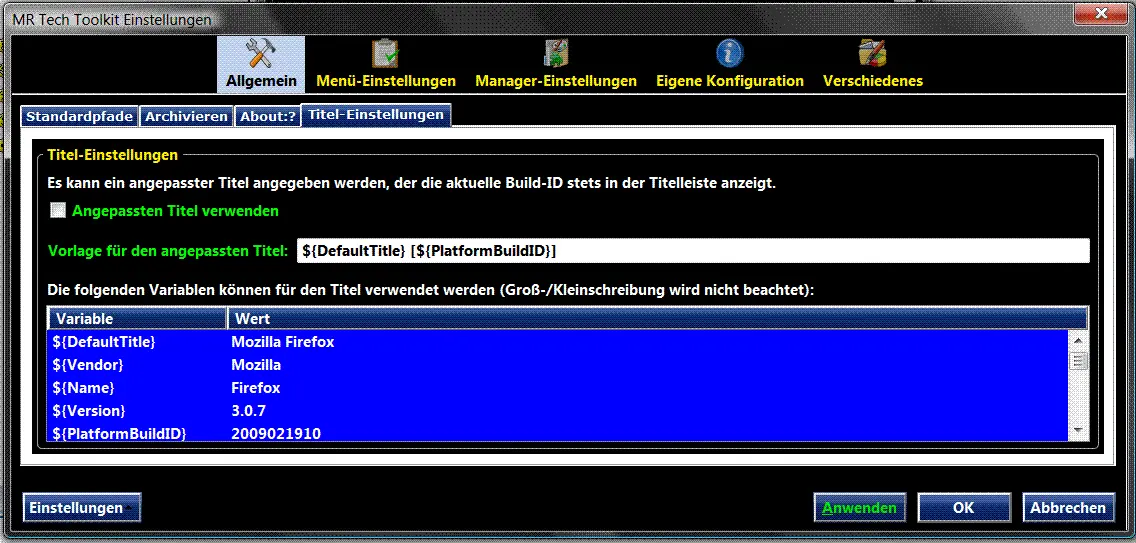 MR Tech Toolkit Einstellungen
Allgemein Menü-Einstellungen Manager-Einstellungen Eigene Konfiguration Verschiedenes
Standardpfade Archivieren About:? Titel-Einstellungen
Titel-Einstellungen
Es kann ein angepasster Titel angegeben werden, der die aktuelle Build-ID stets in der Titelleiste anzeigt.
Angepassten Titel verwenden
Vorlage für den angepassten Titel: ${DefaultTitle} [${PlatformBuildID}]
Die folgenden Variablen können für den Titel verwendet werden (Groß-/Kleinschreibung wird nicht beachtet):
Variable Wert
${DefaultTitle} Mozilla Firefox
${Vendor} Mozilla
${Name} Firefox
${Version} 3.0.7
${PlatformBuildID} 2009021910
Einstellungen Anwenden OK Abbrechen